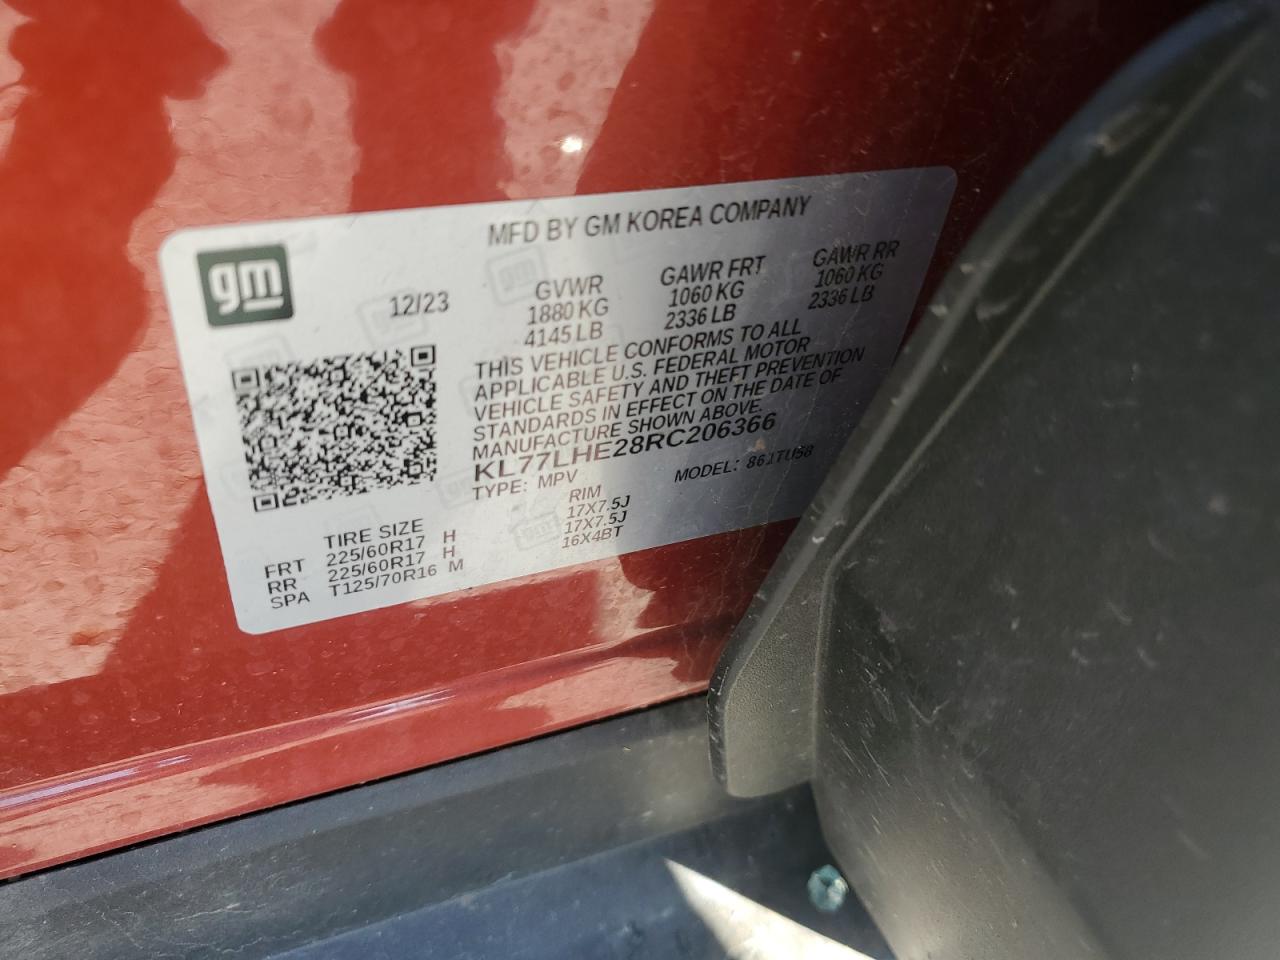 MFD BY GM KOREA COMPANY
gm
12/23
GVWR GAWR FRT GAWR RR
1880 KG 1060 KG 1060 KG
4145 LB 2336 LB 2336 LB
THIS VEHICLE CONFORMS TO ALL
APPLICABLE U.S. FEDERAL MOTOR
VEHICLE SAFETY AND THEFT PREVENTION
STANDARDS IN EFFECT ON THE DATE OF
MANUFACTURE SHOWN ABOVE.
KL77LHE28RC206366
TYPE: MPV MODEL: 861TU58
TIRE SIZE RIM
FRT 225/60R17 H 17X7.5J
RR 225/60R17 H 17X7.5J
SPA T125/70R16 M 16X4BT